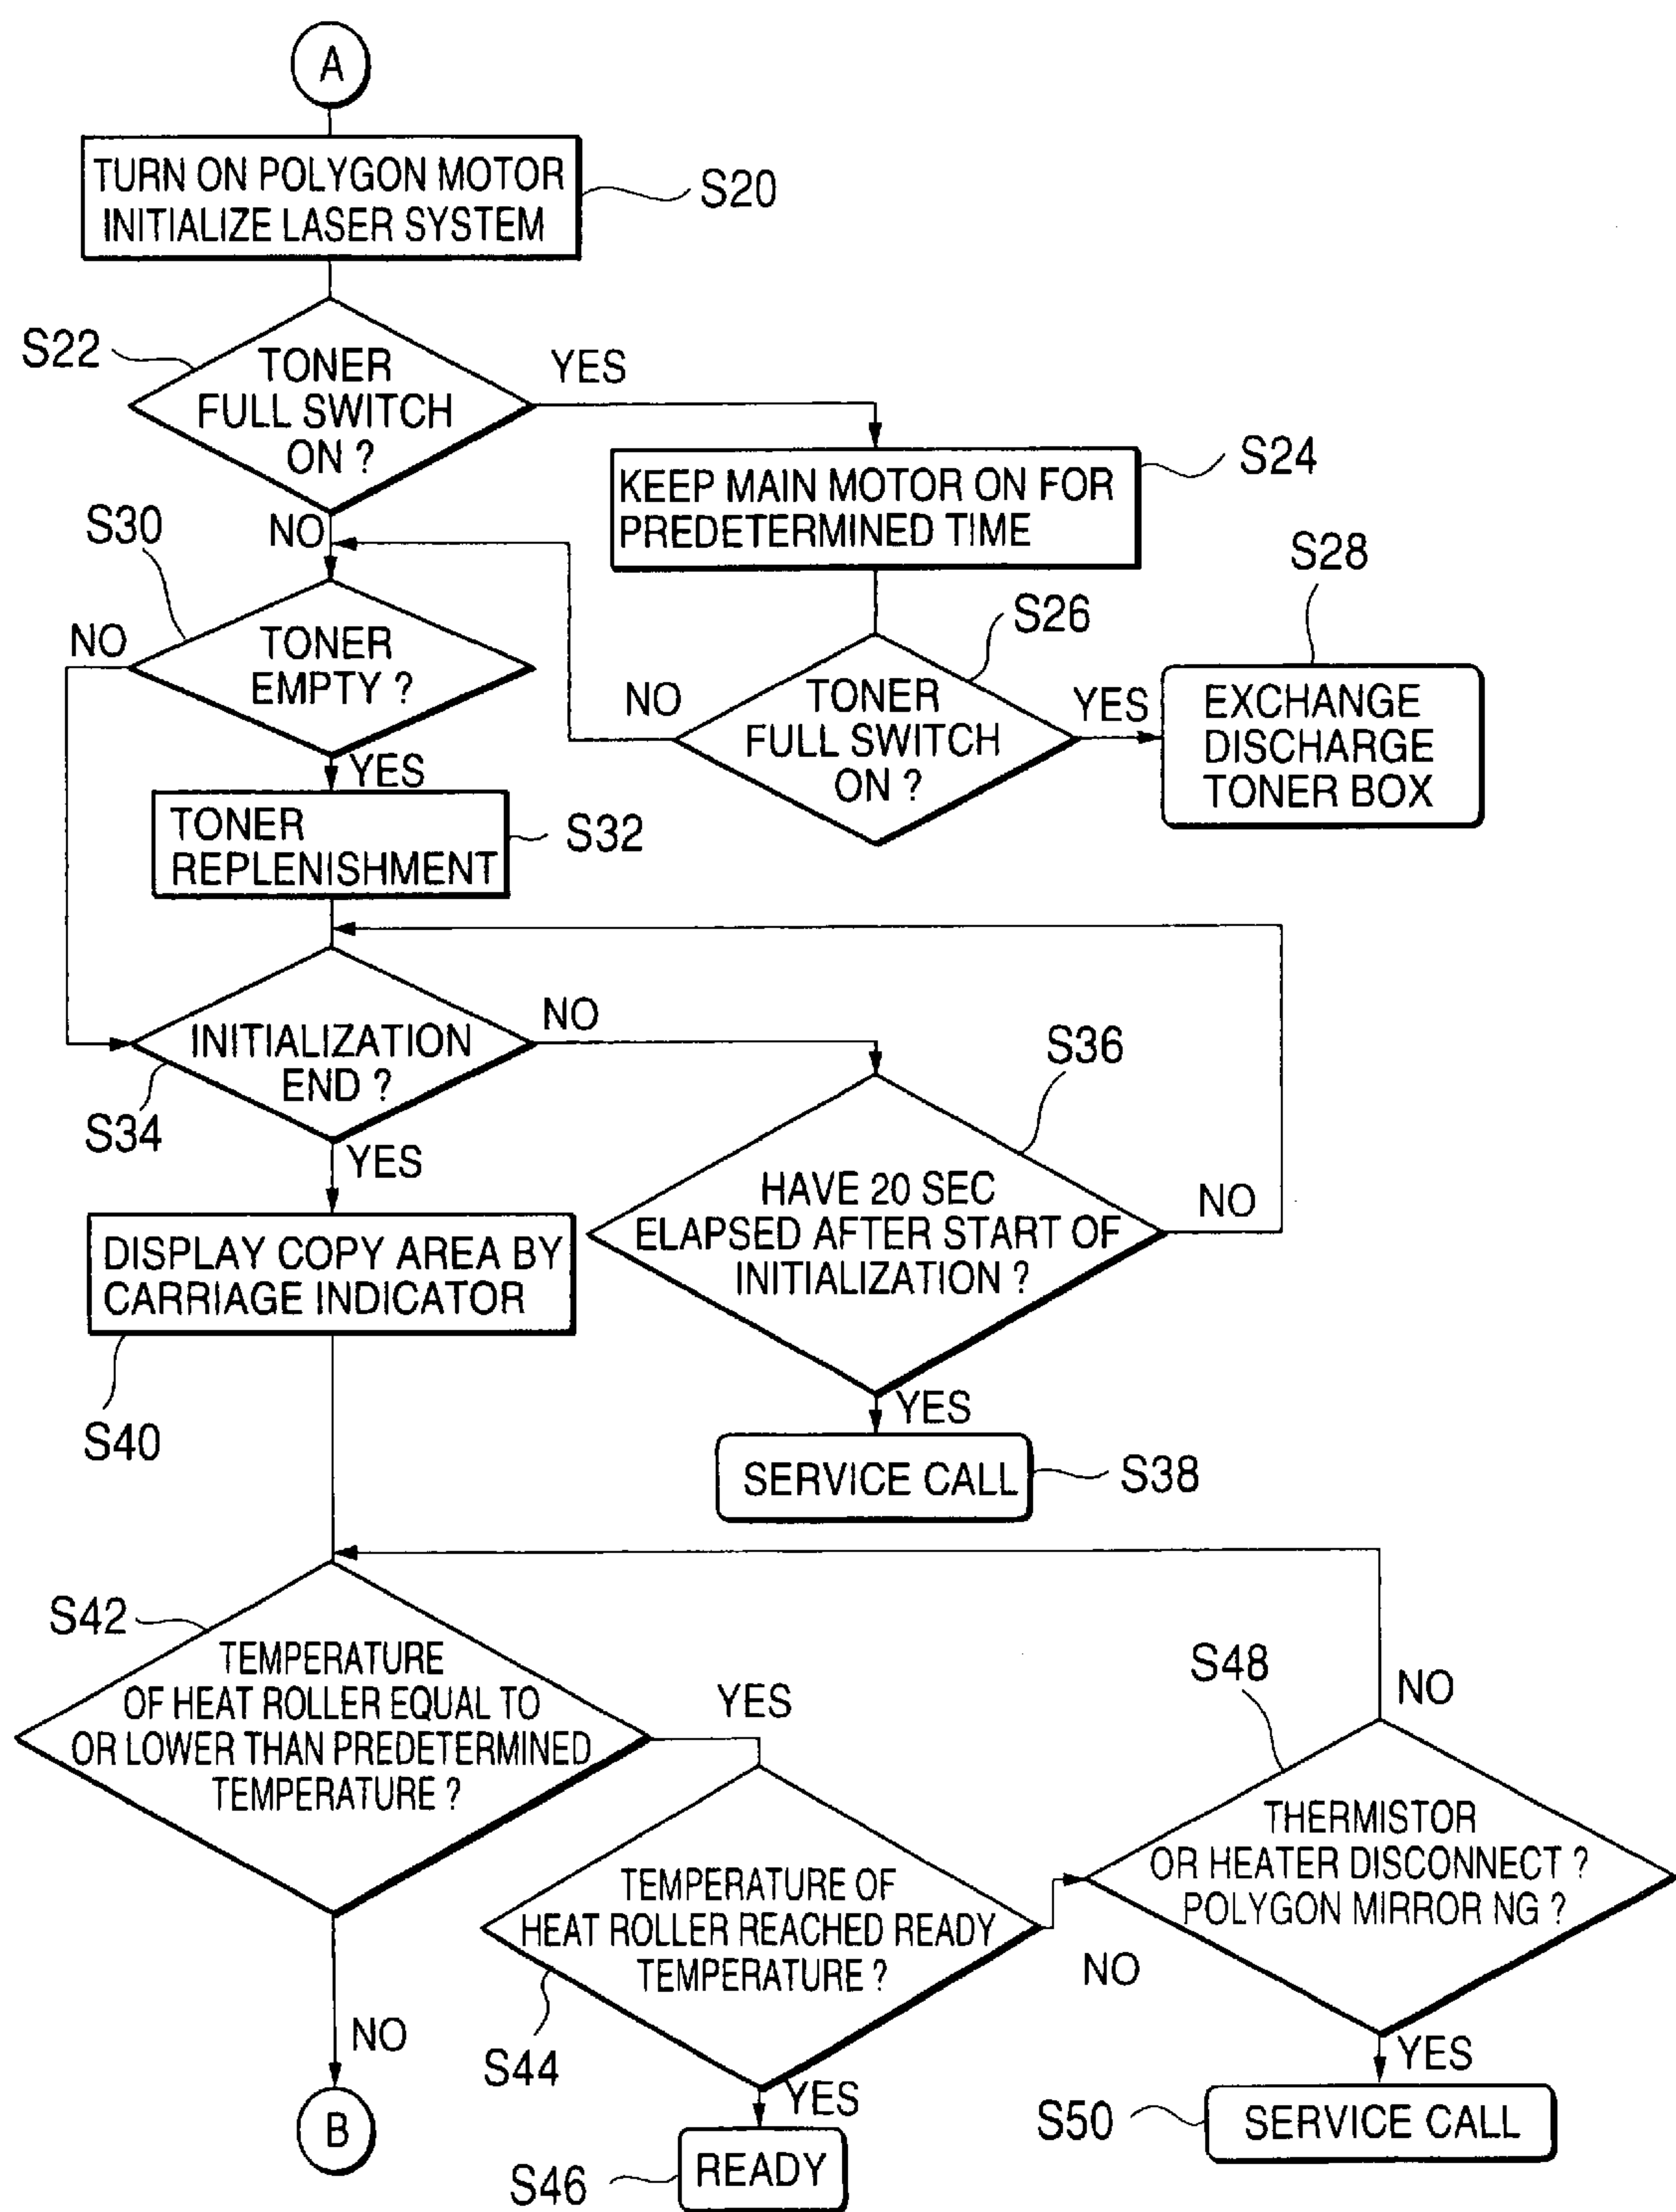 A
TURN ON POLYGON MOTOR
INITIALIZE LASER SYSTEM
S20
S22
TONER
FULL SWITCH
ON ?
YES
NO
KEEP MAIN MOTOR ON FOR
PREDETERMINED TIME
S24
S30
TONER
EMPTY ?
NO
YES
S26
TONER
FULL SWITCH
ON ?
NO
YES
S28
EXCHANGE
DISCHARGE
TONER BOX
TONER
REPLENISHMENT
S32
INITIALIZATION
END ?
S34
NO
YES
S36
HAVE 20 SEC
ELAPSED AFTER START OF
INITIALIZATION ?
NO
YES
DISPLAY COPY AREA BY
CARRIAGE INDICATOR
S40
SERVICE CALL
S38
S42
TEMPERATURE
OF HEAT ROLLER EQUAL TO
OR LOWER THAN PREDETERMINED
TEMPERATURE ?
YES
NO
B
TEMPERATURE OF
HEAT ROLLER REACHED READY
TEMPERATURE ?
S44
NO
YES
S46
READY
S48
NO
THERMISTOR
OR HEATER DISCONNECT ?
POLYGON MIRROR NG ?
YES
S50
SERVICE CALL